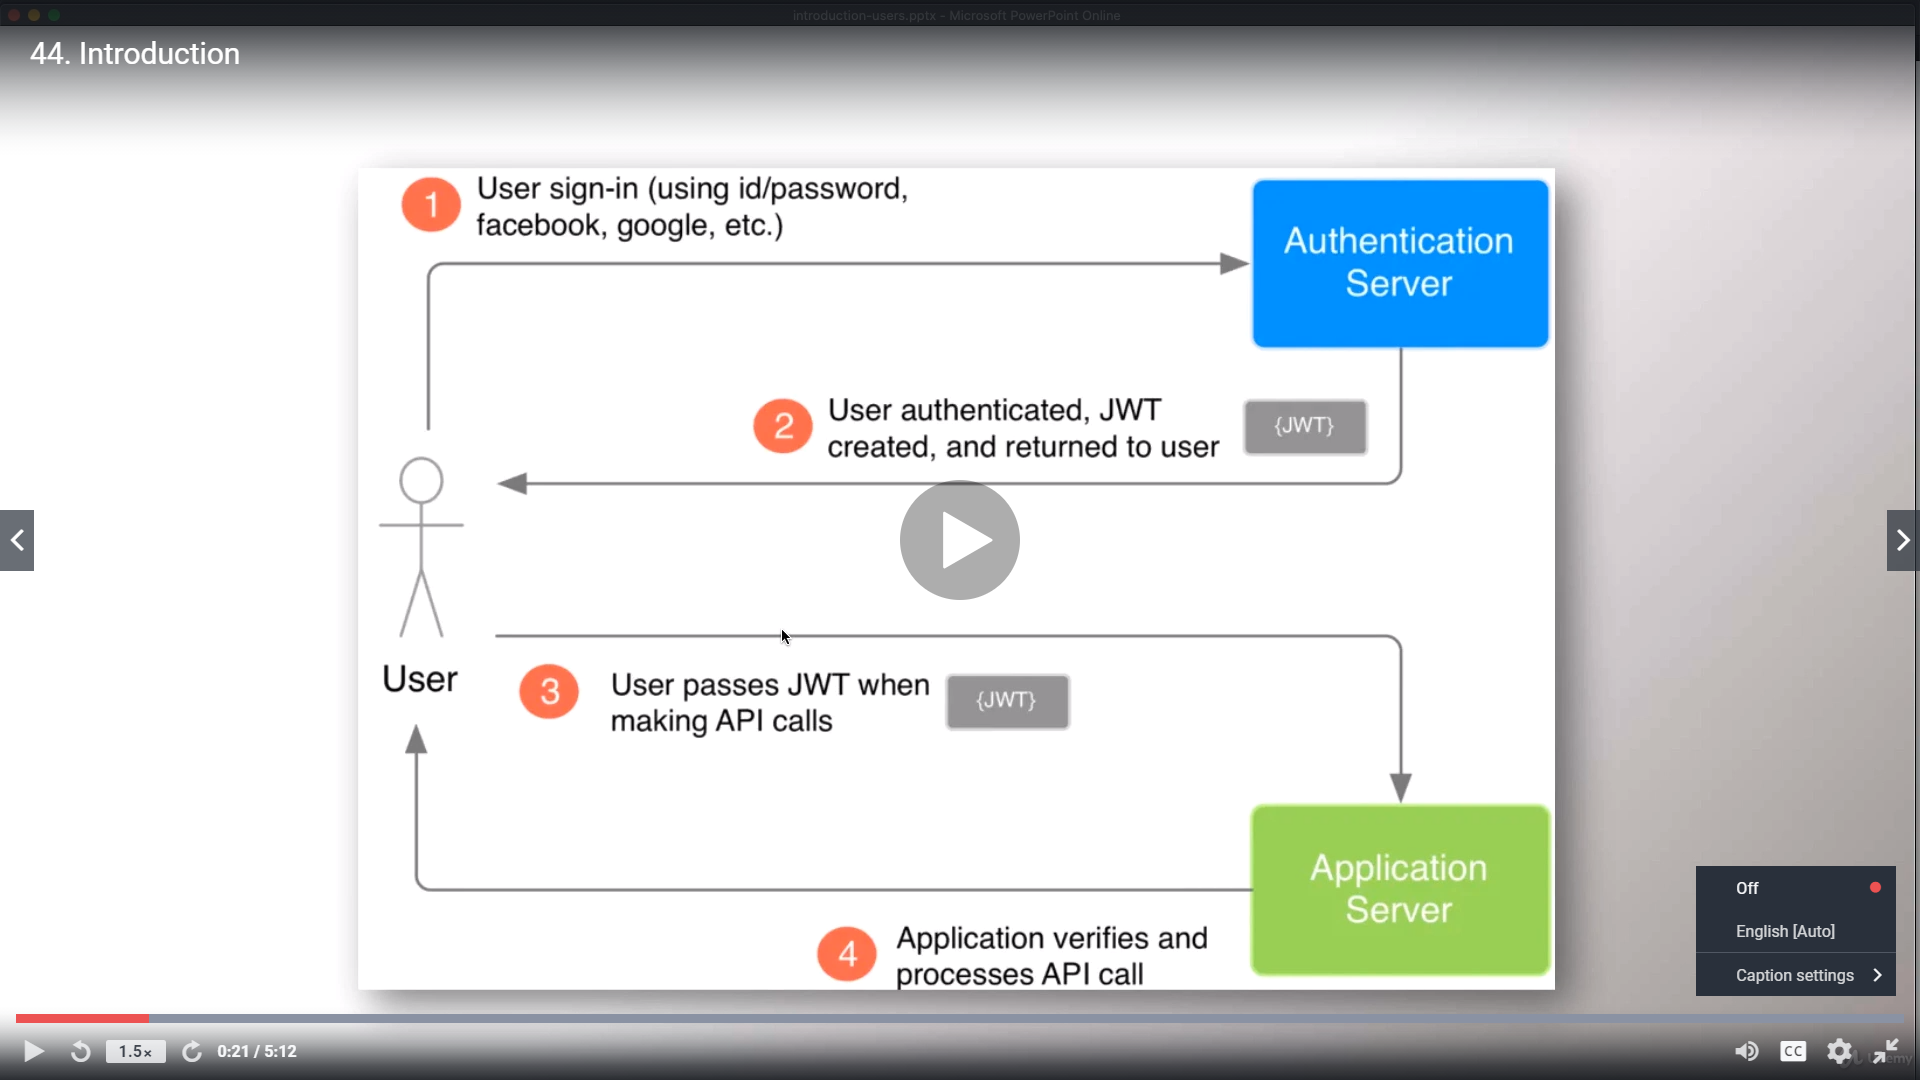 introduction-users.pptx - Microsoft PowerPoint Online
44. Introduction
1
User sign-in (using id/password,
facebook, google, etc.)
Authentication
Server
2
User authenticated, JWT
created, and returned to user
{JWT}
User
3
User passes JWT when
making API calls
{JWT}
Application
Server
4
Application verifies and
processes API call
Off
English [Auto]
Caption settings
1.5×
0:21 / 5:12
CC